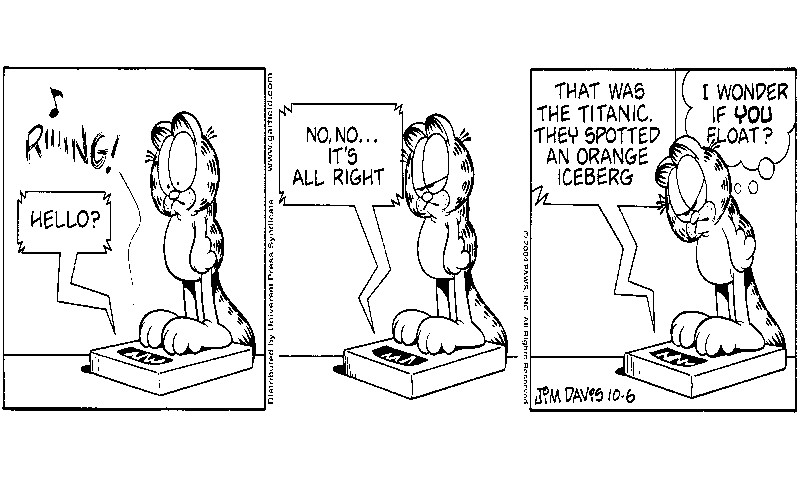 RIIIING!
HELLO?
www.garfield.com
Distributed by Universal Press Syndicate
NO, NO...
IT'S
ALL RIGHT
THAT WAS
THE TITANIC.
THEY SPOTTED
AN ORANGE
ICEBERG
I WONDER
IF YOU
FLOAT?
© 2004 PAWS, INC. All Rights Reserved
JIM DAVIS 10-6